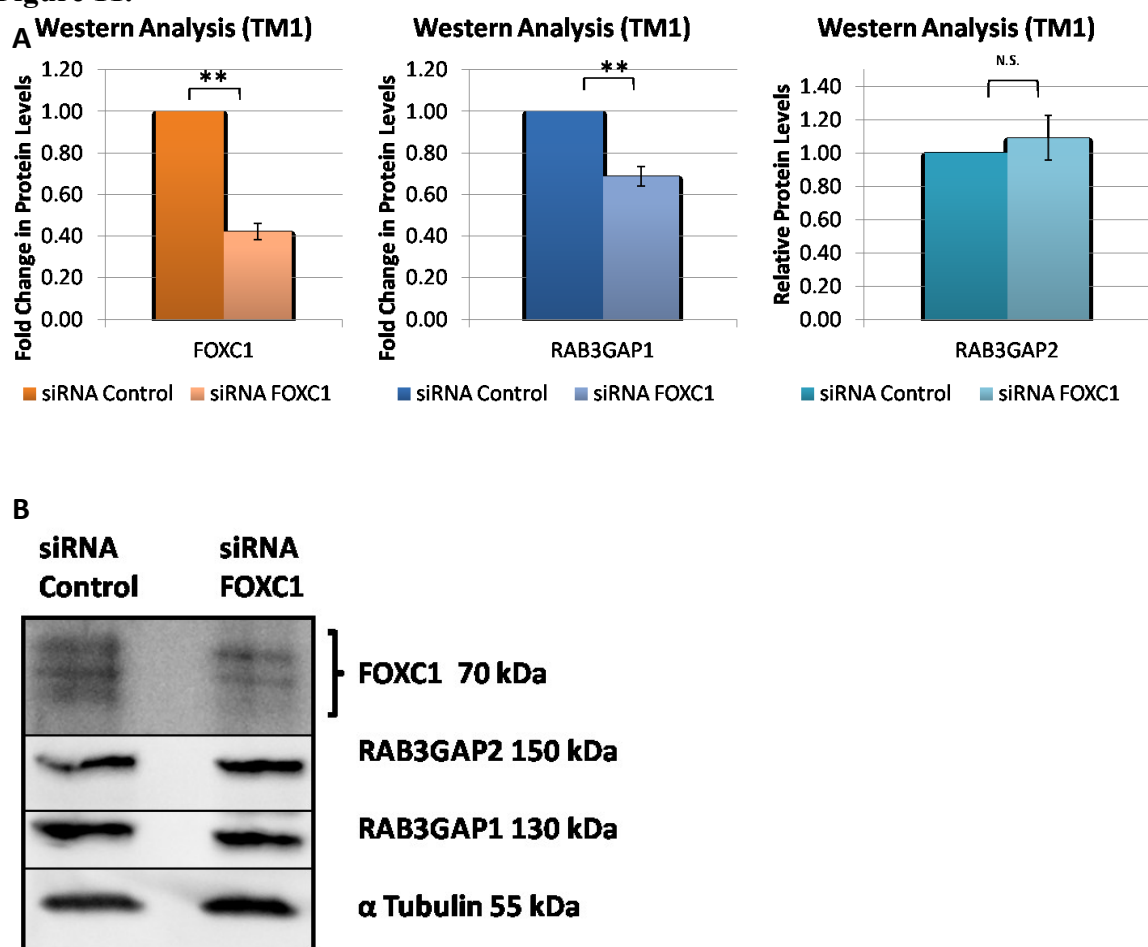 A
Western Analysis (TM1)
Fold Change in Protein Levels
1.20
1.00
0.80
0.60
0.40
0.20
0.00
**
FOXC1
siRNA Control siRNA FOXC1
Western Analysis (TM1)
Fold Change in Protein Levels
1.20
1.00
0.80
0.60
0.40
0.20
0.00
**
RAB3GAP1
siRNA Control siRNA FOXC1
Western Analysis (TM1)
Relative Protein Levels
1.40
1.20
1.00
0.80
0.60
0.40
0.20
0.00
N.S.
RAB3GAP2
siRNA Control siRNA FOXC1
B
siRNA Control
siRNA FOXC1
FOXC1 70 kDa
RAB3GAP2 150 kDa
RAB3GAP1 130 kDa
α Tubulin 55 kDa